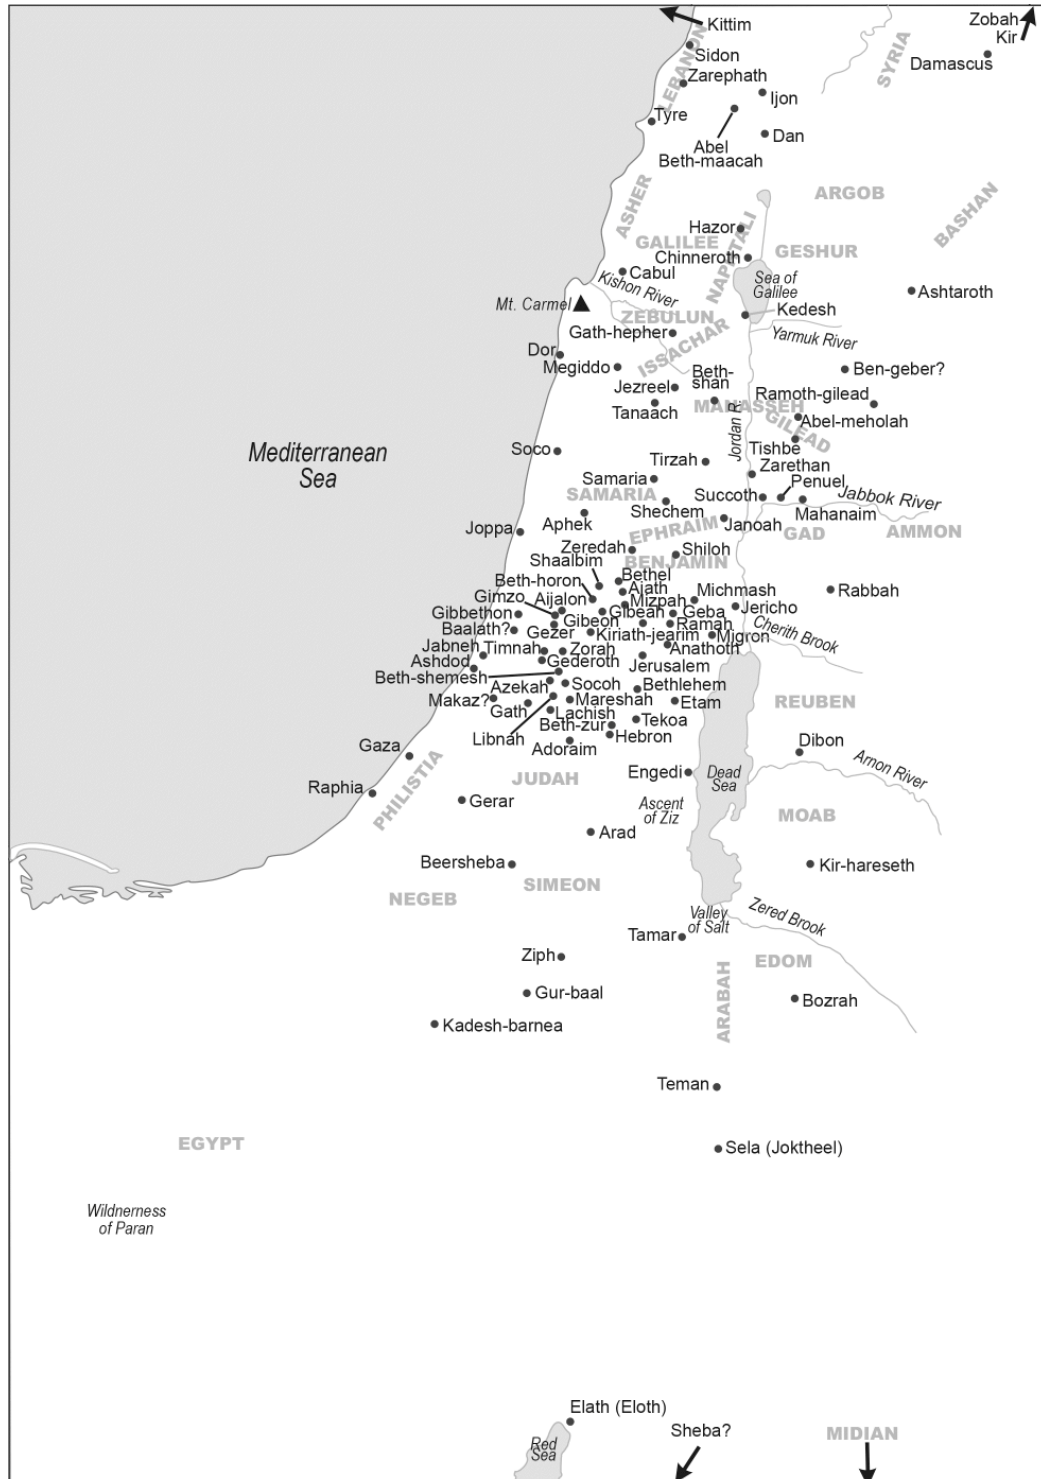 Kittim
Zobah
Kir
Sidon
Damascus
SYRIA
LEBANON
Zarephath
Ijon
Tyre
Dan
Abel
Beth-maacah
ASHER
ARGOB
BASHAN
Hazor
GALILEE
NAPHTALI
GESHUR
Chinneroth
Cabul
Sea of
Galilee
Kishon River
Ashtaroth
Mt. Carmel
Kedesh
ZEBULUN
Gath-hepher
Yarmuk River
ISSACHAR
Dor
Megiddo
Beth-
shan
Ben-geber?
Jezreel
Ramoth-gilead
Tanaach
MANASSEH
Abel-meholah
GILEAD
Jordan R.
Mediterranean
Sea
Soco
Tishbe
Tirzah
Zarethan
Samaria
Penuel
SAMARIA
Succoth
Jabbok River
Shechem
Mahanaim
Aphek
Janoah
Joppa
EPHRAIM
GAD
AMMON
Zeredah
Shiloh
Shaalbim
BENJAMIN
Bethel
Beth-horon
Ajath
Michmash
Rabbah
Gimzo
Aijalon
Mizpah
Gibbethon
Gibeah
Geba
Jericho
Baalath?
Gibeon
Ramah
Gezer
Kiriath-jearim
Migron
Cherith Brook
Jabneh
Timnah
Zorah
Anathoth
Ashdod
Gederoth
Jerusalem
Beth-shemesh
Azekah
Socoh
Bethlehem
Makaz?
Mareshah
Etam
REUBEN
Gath
Lachish
Tekoa
Beth-zur
Libnah
Hebron
Dibon
Gaza
Adoraim
Arnon River
Engedi
Dead
Sea
JUDAH
Raphia
PHILISTIA
Gerar
Ascent
of Ziz
MOAB
Arad
Beersheba
Kir-hareseth
SIMEON
NEGEB
Valley
of Salt
Zered Brook
Tamar
Ziph
EDOM
ARABAH
Gur-baal
Bozrah
Kadesh-barnea
Teman
EGYPT
Sela (Joktheel)
Wildnerness
of Paran
Elath (Eloth)
Sheba?
MIDIAN
Red
Sea